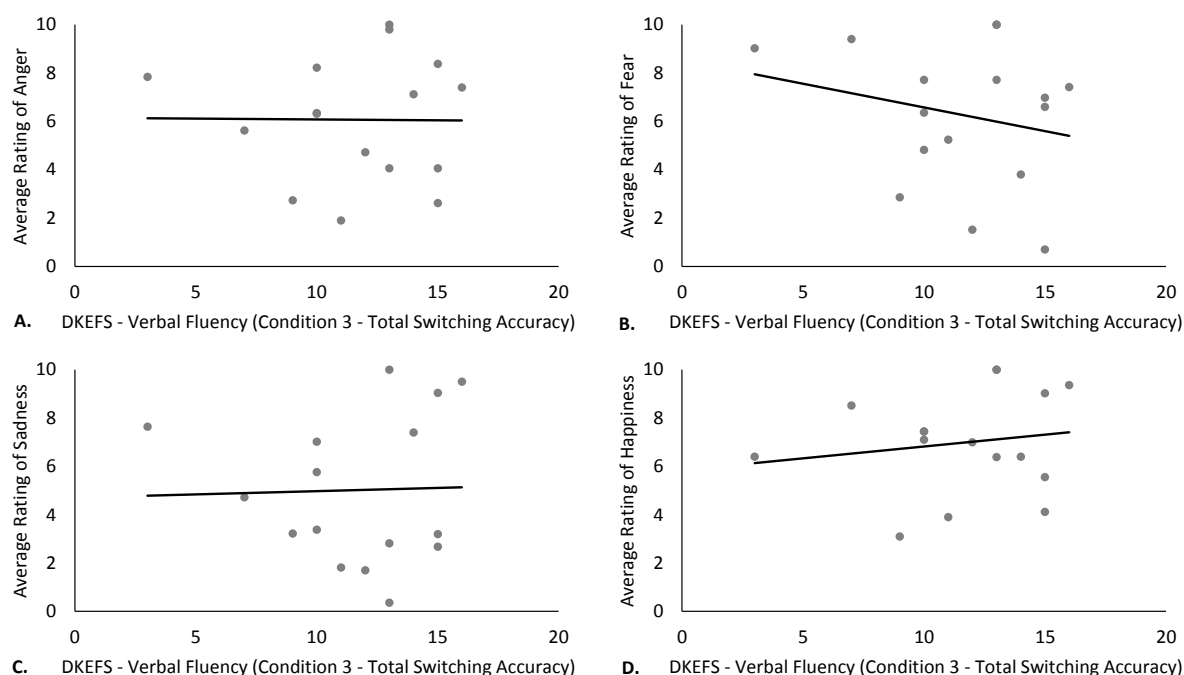 10
8
6
4
2
0
Average Rating of Anger
0 5 10 15 20
A. DKEFS - Verbal Fluency (Condition 3 - Total Switching Accuracy)
10
8
6
4
2
0
Average Rating of Fear
0 5 10 15 20
B. DKEFS - Verbal Fluency (Condition 3 - Total Switching Accuracy)
10
8
6
4
2
0
Average Rating of Sadness
0 5 10 15 20
C. DKEFS - Verbal Fluency (Condition 3 - Total Switching Accuracy)
10
8
6
4
2
0
Average Rating of Happiness
0 5 10 15 20
D. DKEFS - Verbal Fluency (Condition 3 - Total Switching Accuracy)